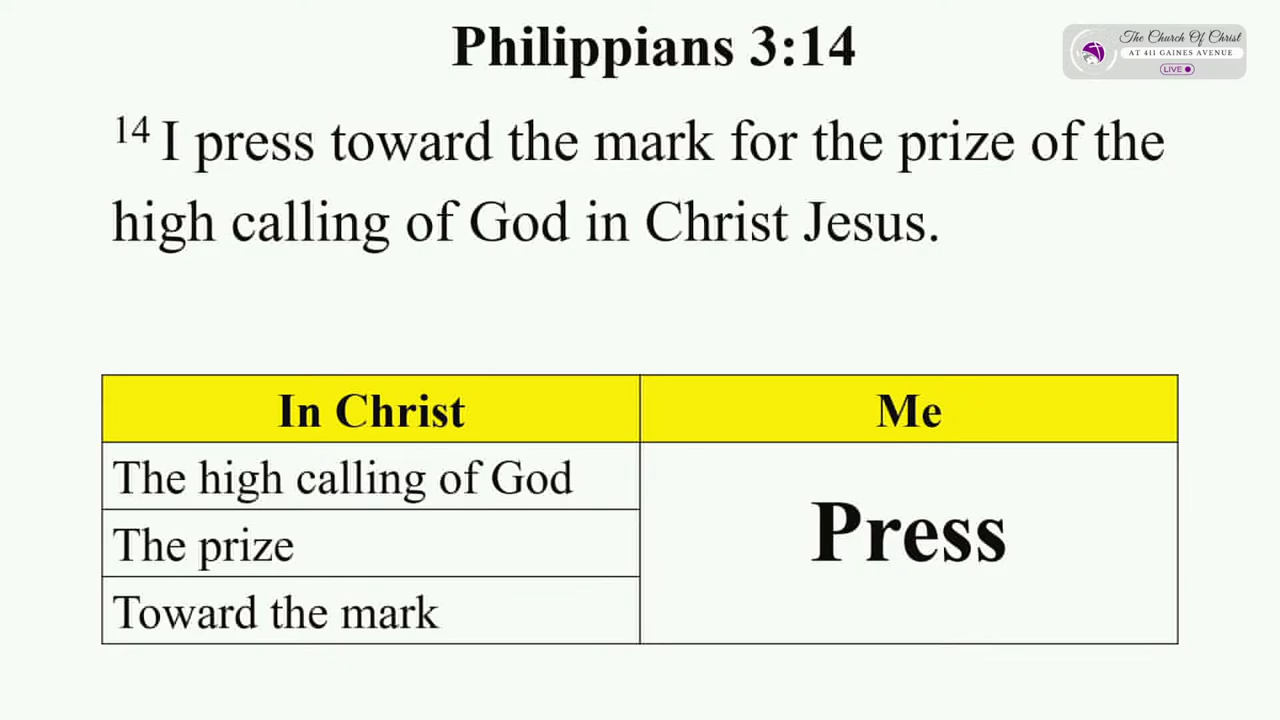 Philippians 3:14
The Church Of Christ
AT 411 GAINES AVENUE
LIVE
14 I press toward the mark for the prize of the
high calling of God in Christ Jesus.
In Christ
Me
The high calling of God
Press
The prize
Toward the mark